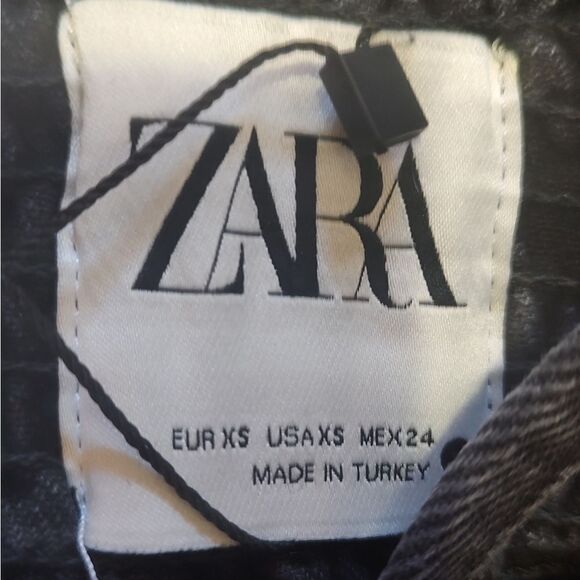 ZARA
EUR XS USA XS MEX 24
MADE IN TURKEY